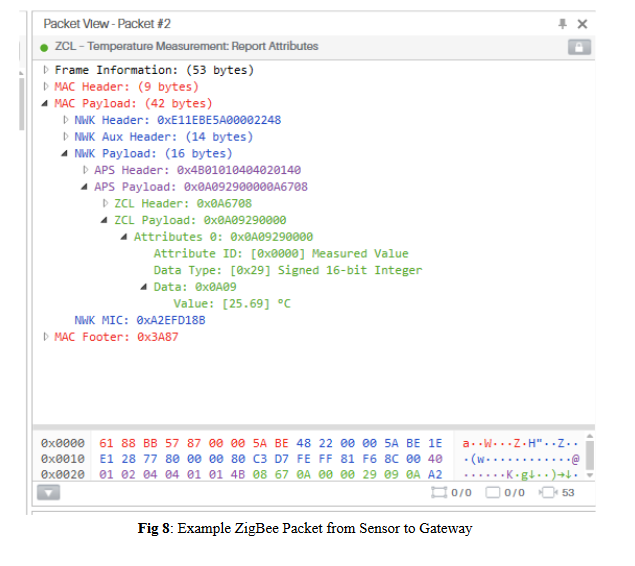 Packet View - Packet #2
ZCL - Temperature Measurement: Report Attributes
Frame Information: (53 bytes)
MAC Header: (9 bytes)
MAC Payload: (42 bytes)
NWK Header: 0xE11EBE5A00002248
NWK Aux Header: (14 bytes)
NWK Payload: (16 bytes)
APS Header: 0x4B01010404020140
APS Payload: 0x0A092900000A6708
ZCL Header: 0x0A6708
ZCL Payload: 0x0A09290000
Attributes 0: 0x0A09290000
Attribute ID: [0x0000] Measured Value
Data Type: [0x29] Signed 16-bit Integer
Data: 0x0A09
Value: [25.69] °C
NWK MIC: 0xA2EFD18B
MAC Footer: 0x3A87
0x0000 61 88 BB 57 87 00 00 5A BE 48 22 00 00 5A BE 1E a··W···Z·H"··Z··
0x0010 E1 28 77 80 00 00 80 C3 D7 FE FF 81 F6 8C 00 40 ·(w············@
0x0020 01 02 04 04 01 01 4B 08 67 0A 00 00 29 09 0A A2 ······K·g↓··)→↓·
0/0 0/0 53
Fig 8: Example ZigBee Packet from Sensor to Gateway